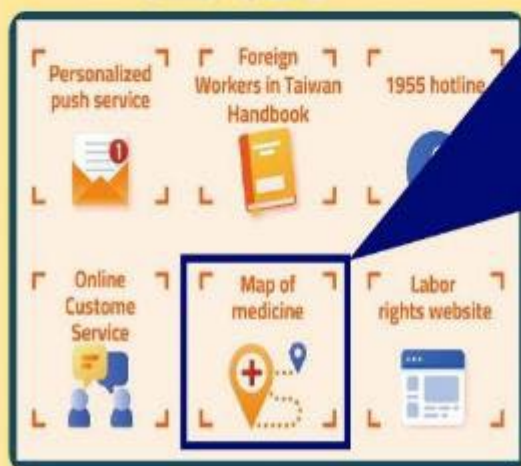 Personalized
push service
Foreign
Workers in Taiwan
Handbook
1955 hotline
1
Online
Custome
Service
Map of
medicine
Labor
rights website